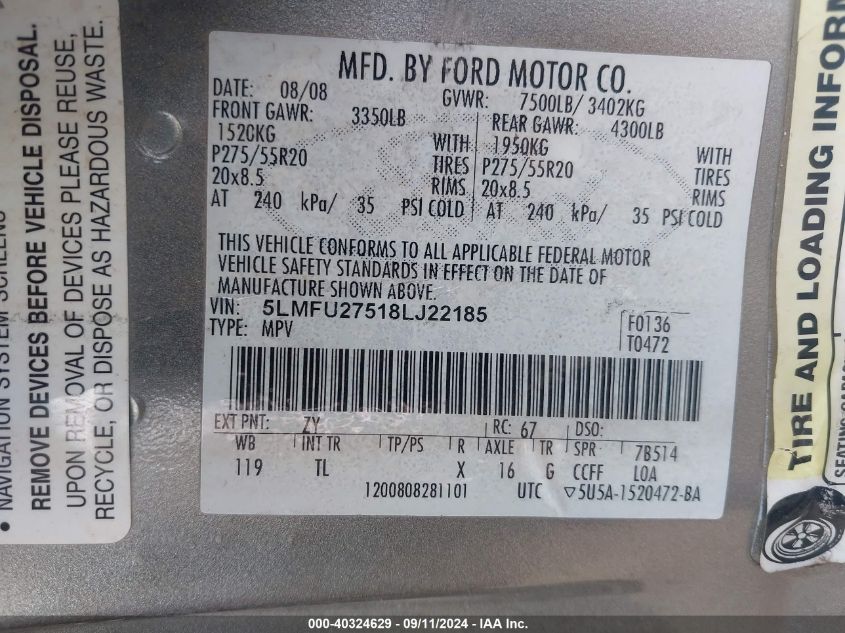 • NAVIGATION SYSTEM SCREENS
REMOVE DEVICES BEFORE VEHICLE DISPOSAL.
UPON REMOVAL OF DEVICES PLEASE REUSE,
RECYCLE, OR DISPOSE AS HAZARDOUS WASTE.
MFD. BY FORD MOTOR CO.
DATE: 08/08 GVWR: 7500LB/ 3402KG
FRONT GAWR: 3350LB REAR GAWR: 4300LB
1520KG WITH 1950KG WITH
P275/55R20 TIRES P275/55R20 TIRES
20x8.5 RIMS 20x8.5 RIMS
AT 240 kPa/ 35 PSI COLD AT 240 kPa/ 35 PSI COLD
THIS VEHICLE CONFORMS TO ALL APPLICABLE FEDERAL MOTOR
VEHICLE SAFETY STANDARDS IN EFFECT ON THE DATE OF
MANUFACTURE SHOWN ABOVE.
VIN: 5LMFU27518LJ22185
TYPE: MPV F0136
T0472
EXT PNT: ZY RC: 67 DSO:
WB INT TR TP/PS R AXLE TR SPR 7B514
119 TL X 16 G CCFF LOA
1200808281101 UTC ▽5U5A-1520472-BA
TIRE AND LOADING INFORM
SEATING CAPAC
000-40324629 - 09/11/2024 - IAA Inc.